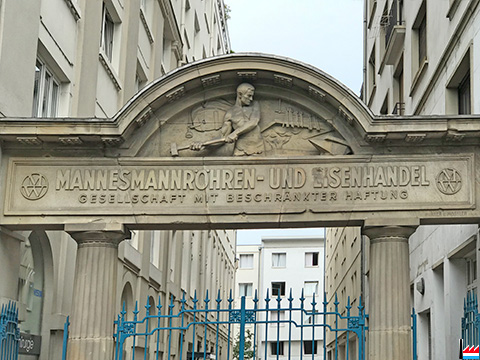 MANNESMANNRÖHREN- UND EISENHANDEL
GESELLSCHAFT MIT BESCHRÄNKTER HAFTUNG